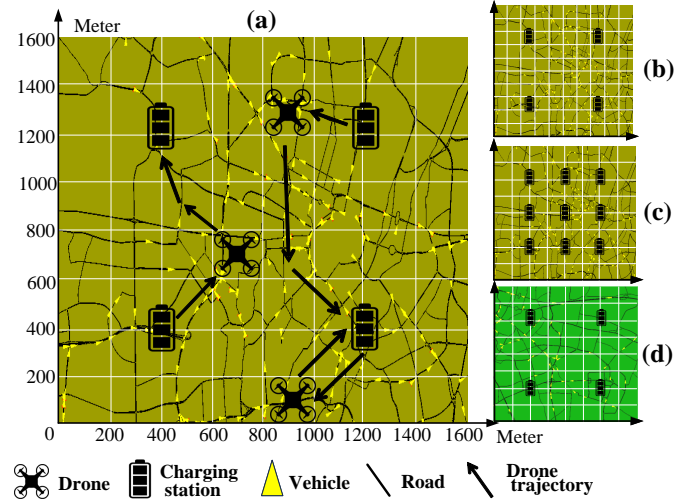 Meter
(a)
1600
1400
1200
1000
800
600
400
200
0
200 400 600 800 1000 1200 1400 1600
(b)
(c)
(d)
Meter
Drone
Charging station
Vehicle
Road
Drone trajectory